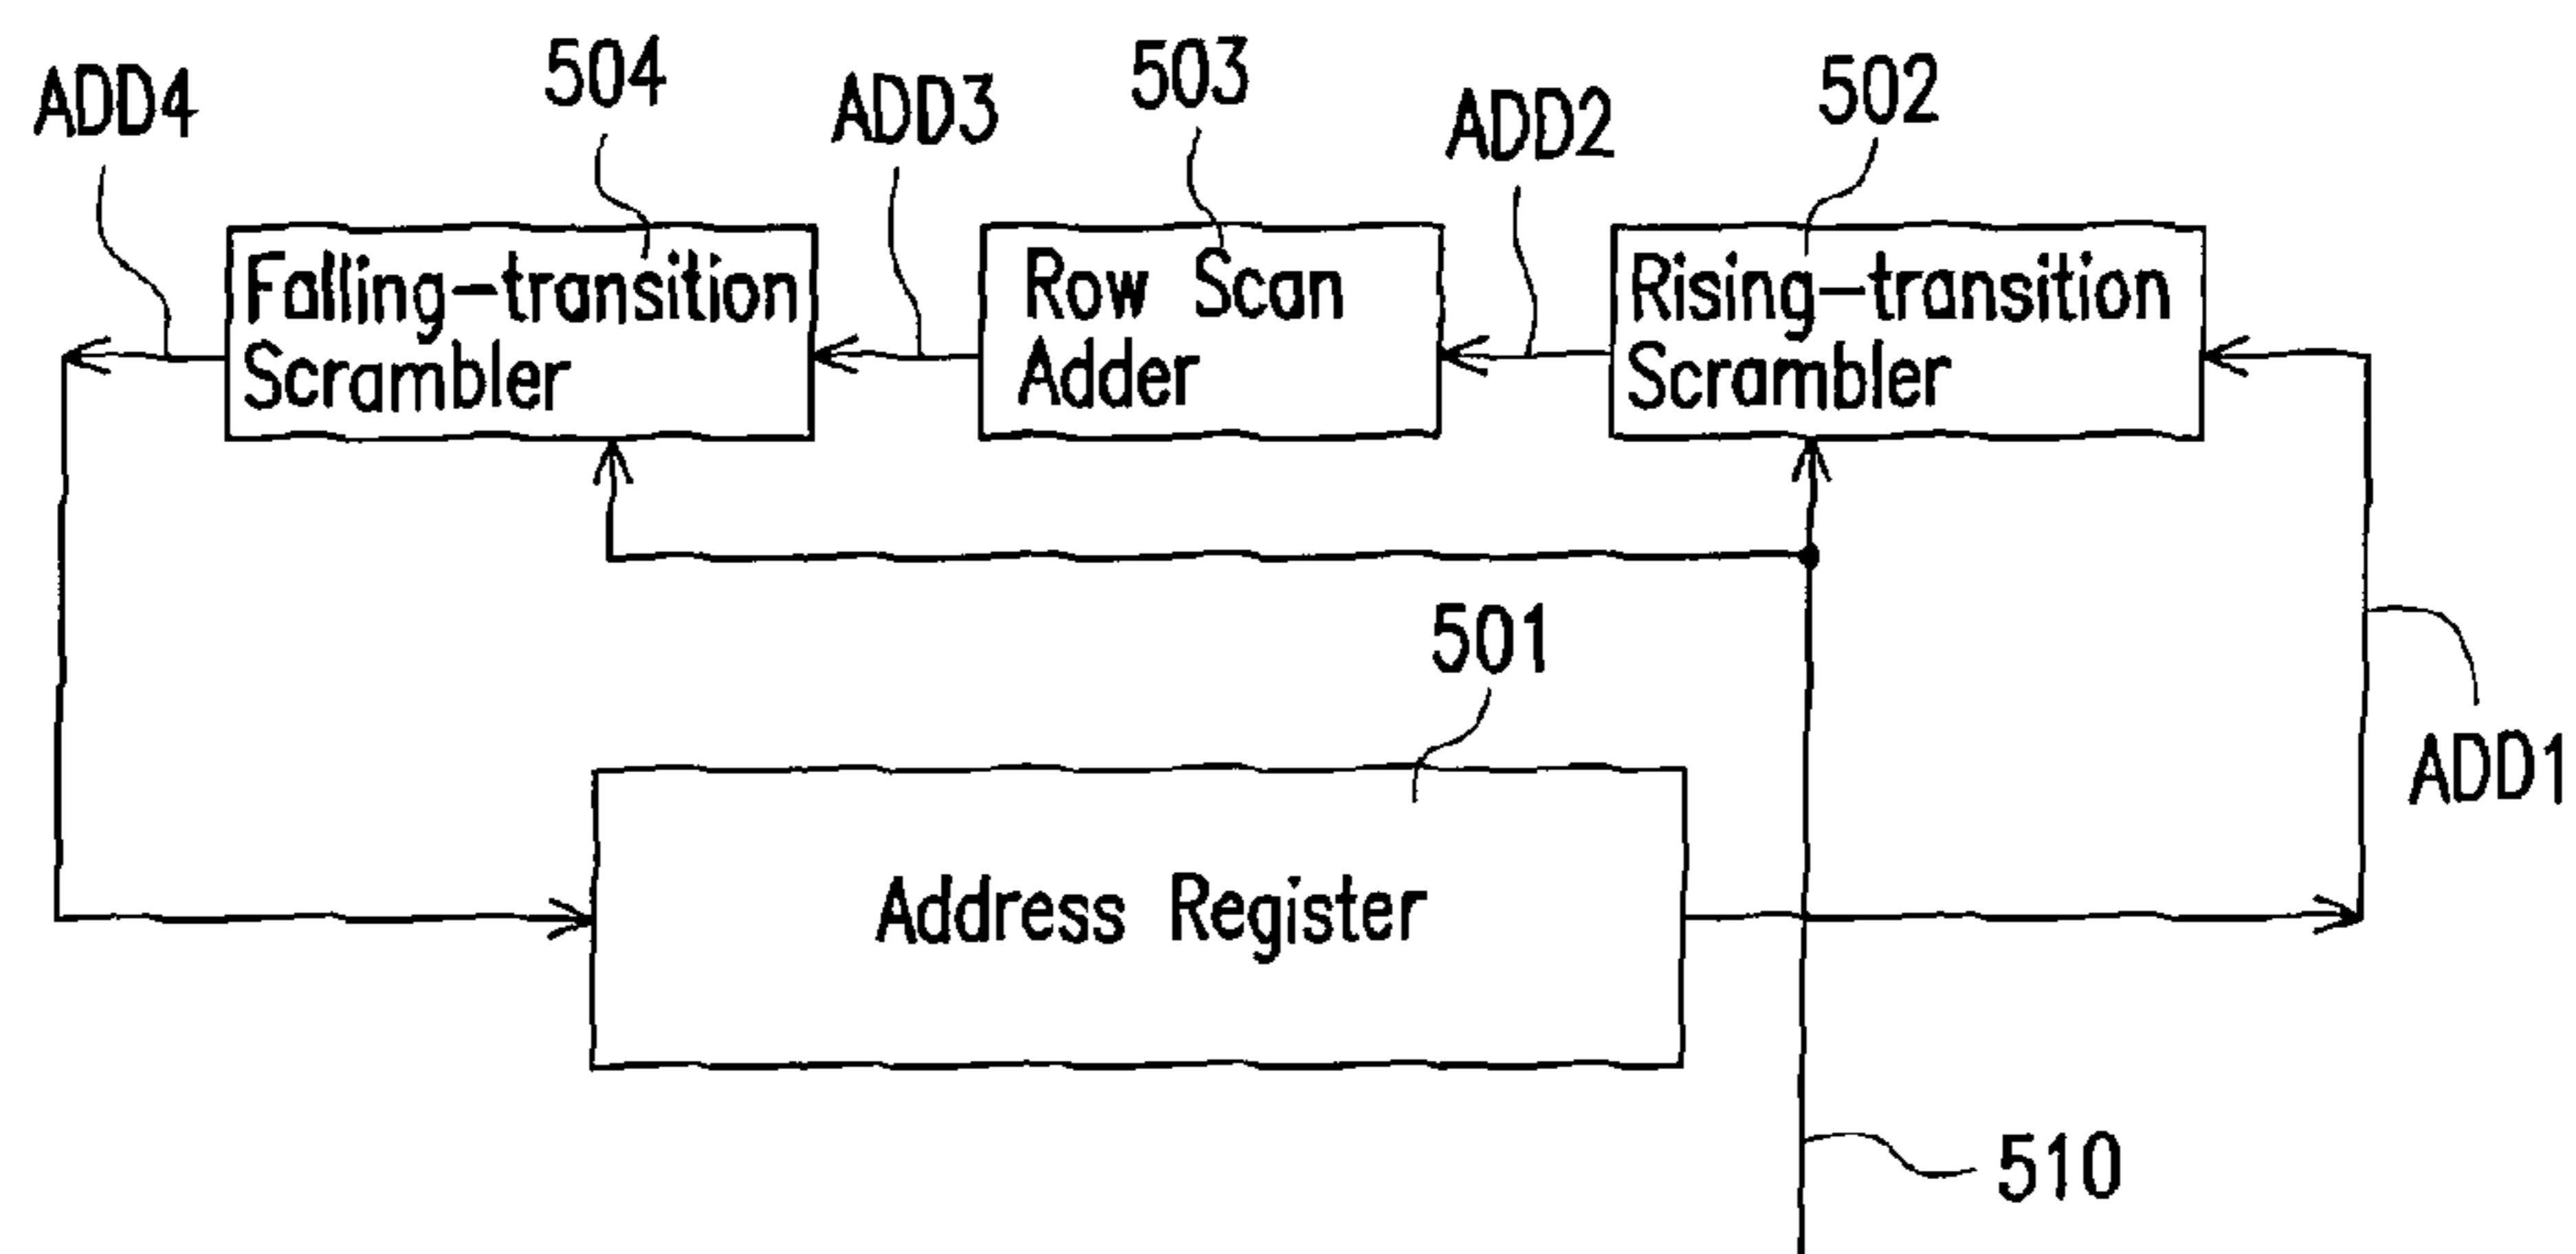 504
503
502
ADD4
ADD3
ADD2
Falling-transition
Scrambler
Row Scan
Adder
Rising-transition
Scrambler
501
ADD1
Address Register
510